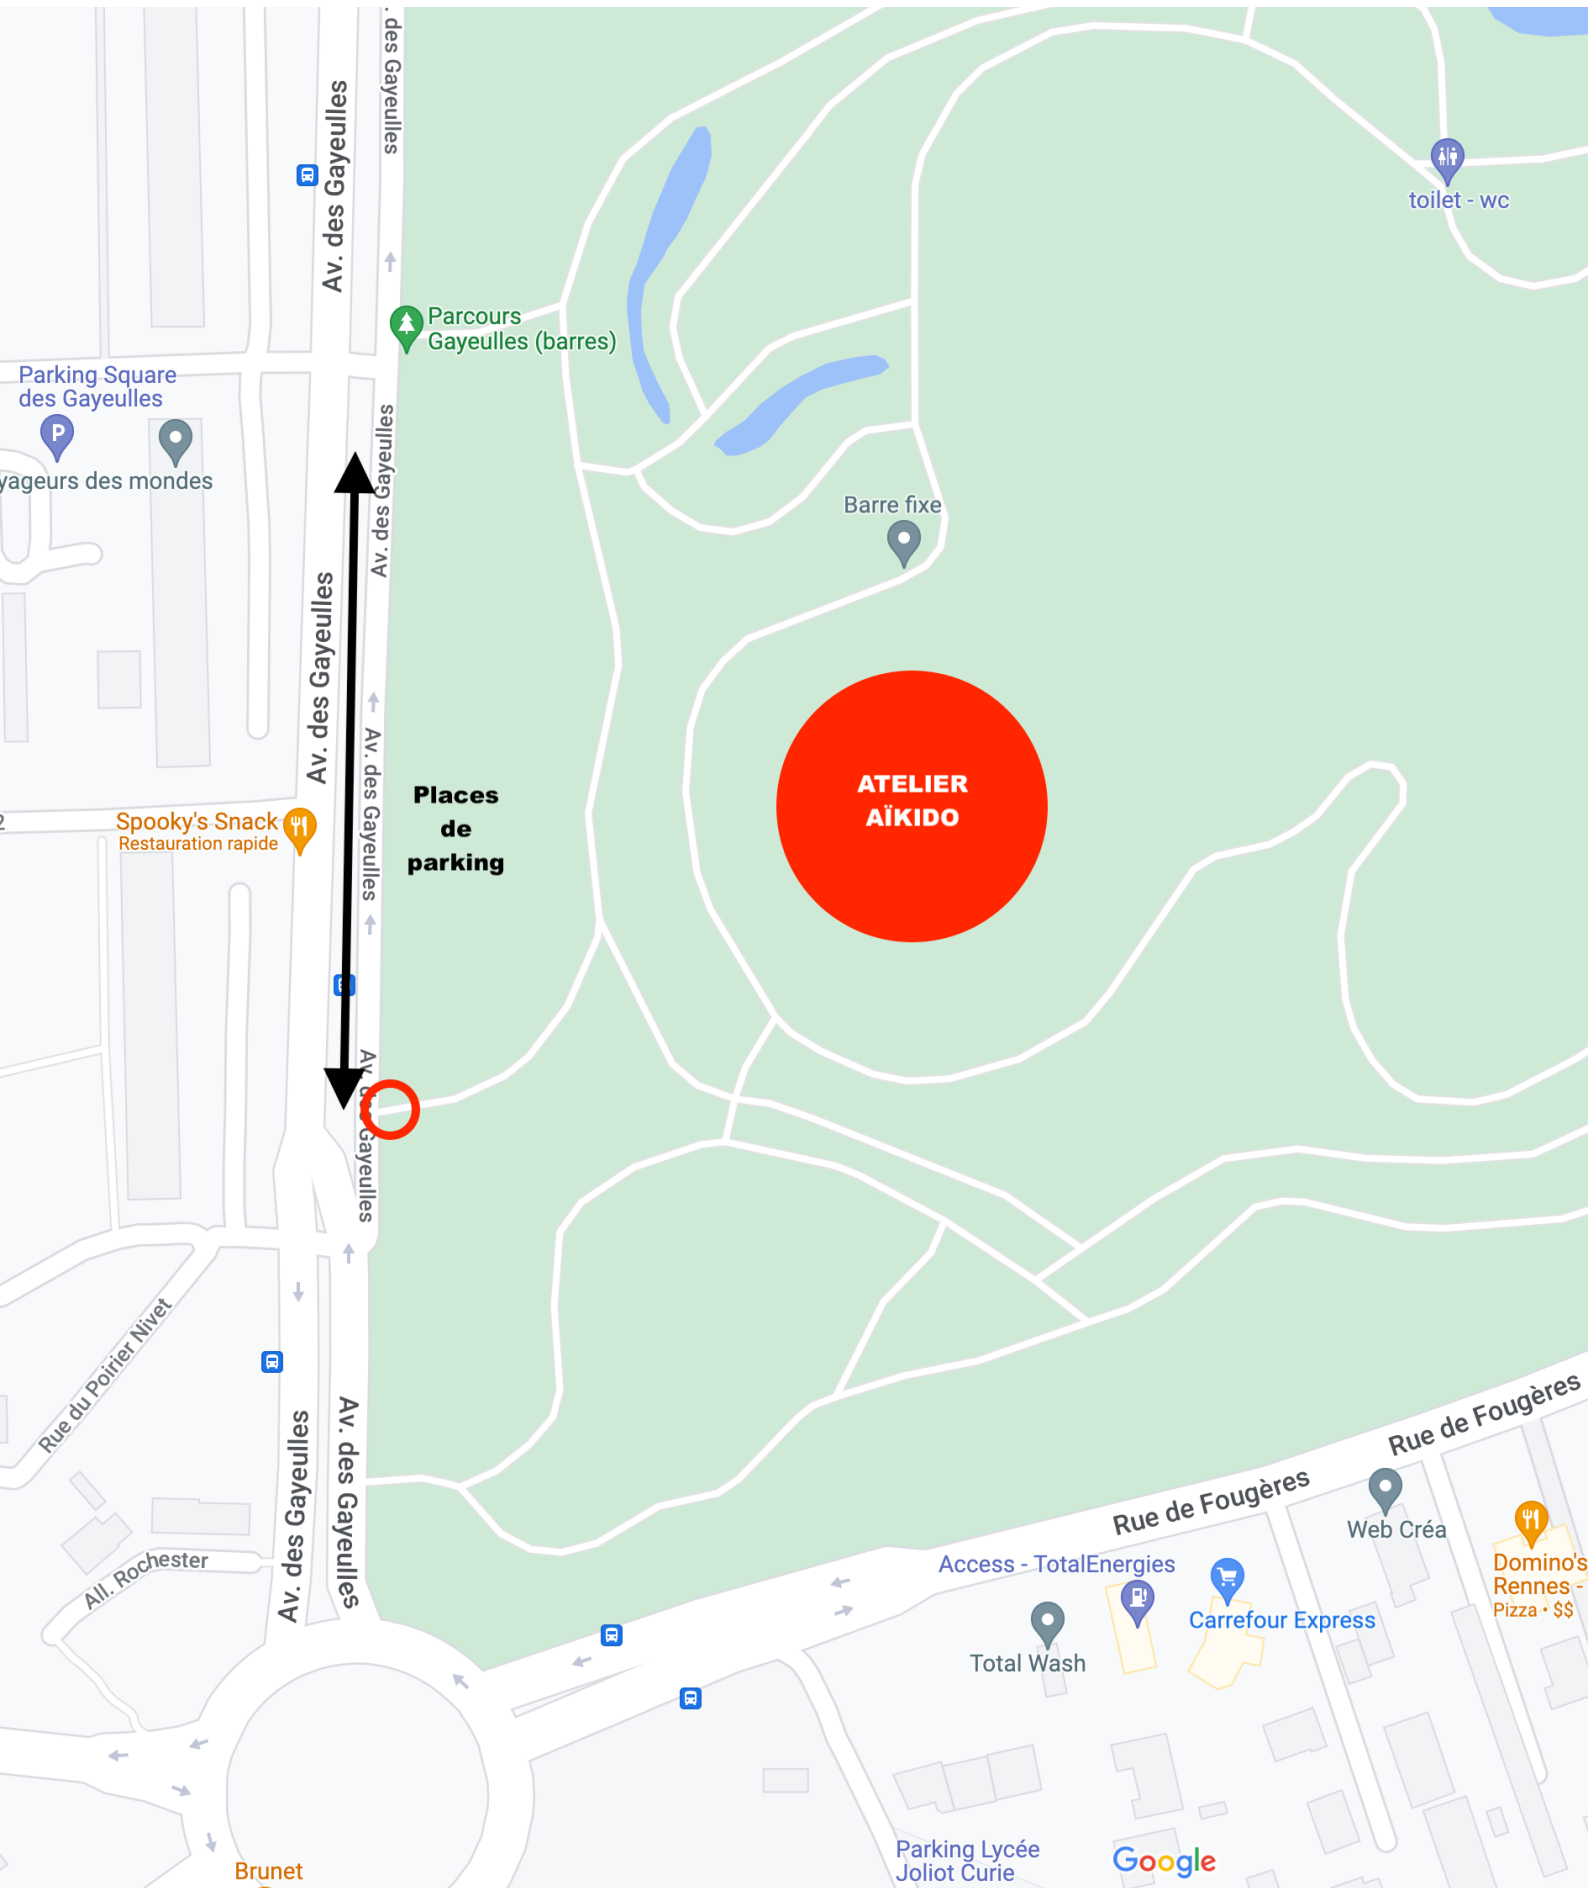 . des Gayeulles
Av. des Gayeulles
toilet - wc
Parcours
Gayeulles (barres)
Parking Square
des Gayeulles
P
yageurs des mondes
Av. des Gayeulles
Barre fixe
Av. des Gayeulles
Av. des Gayeulles
Places
de
parking
ATELIER
AÏKIDO
2
Spooky's Snack
Restauration rapide
Av. des Gayeulles
Rue du Poirier Nivet
Av. des Gayeulles
Av. des Gayeulles
All. Rochester
Rue de Fougères
Rue de Fougères
Web Créa
Access - TotalEnergies
Carrefour Express
Domino's
Rennes -
Pizza • $$
Total Wash
Parking Lycée
Joliot Curie
Google
Brunet